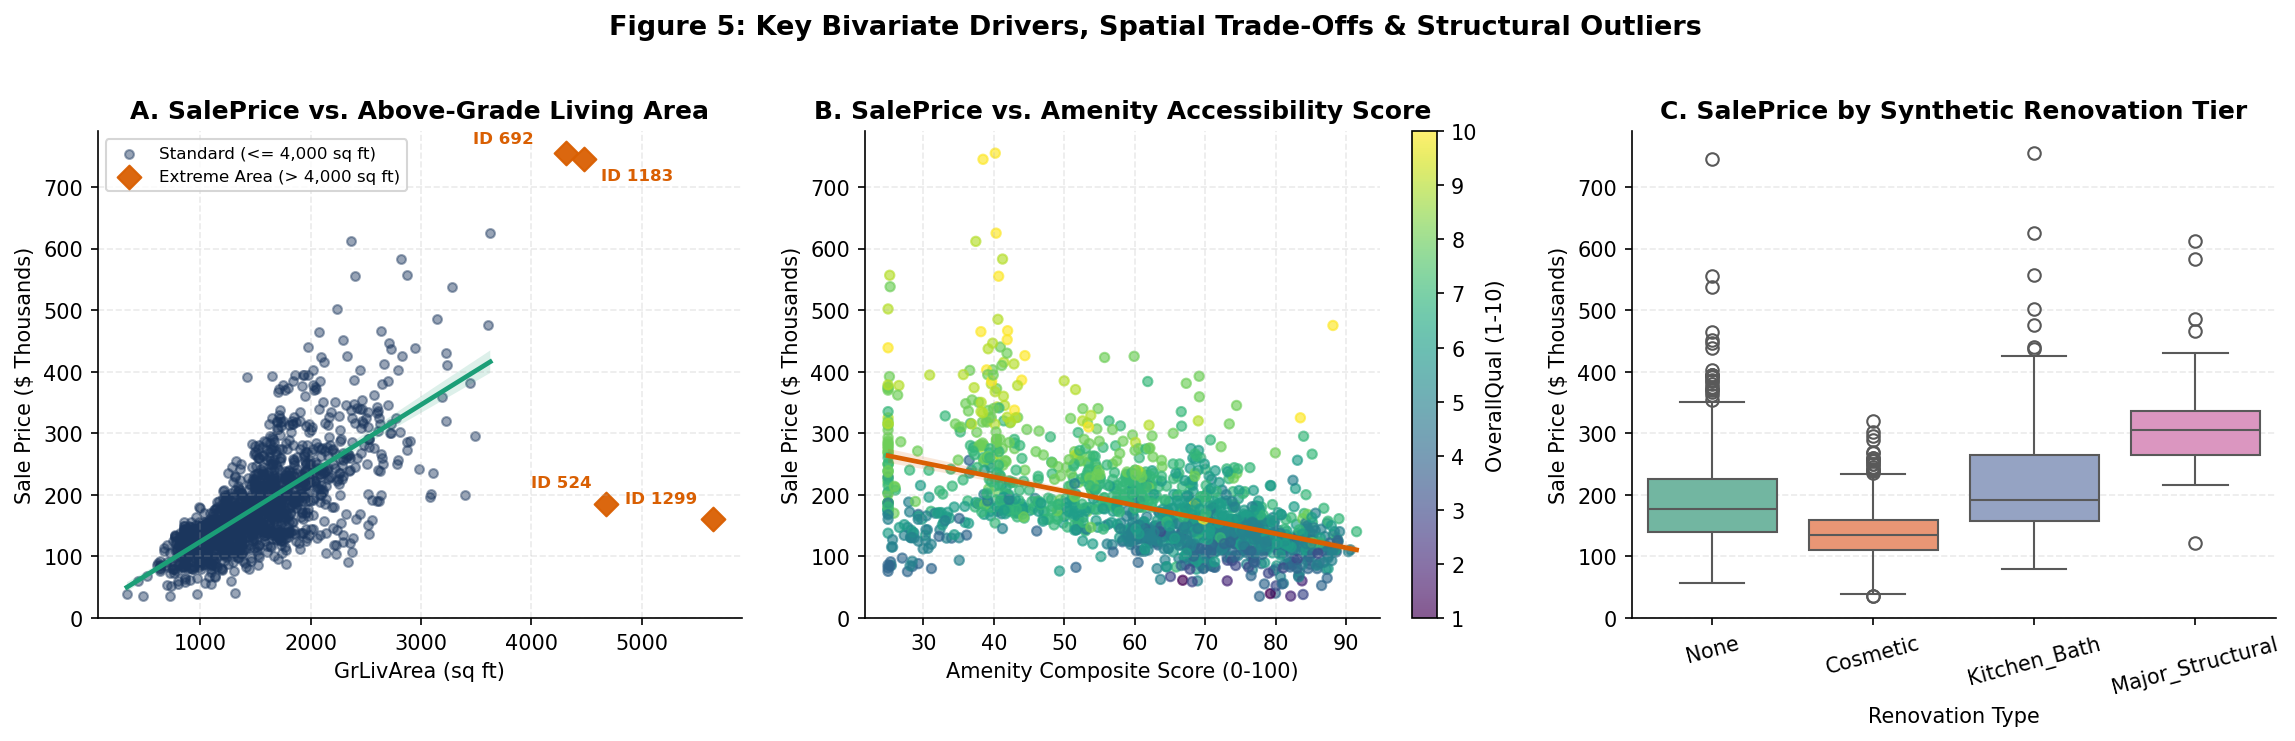 Figure 5: Key Bivariate Drivers, Spatial Trade-Offs & Structural Outliers
A. SalePrice vs. Above-Grade Living Area
Standard (<= 4,000 sq ft)
Extreme Area (> 4,000 sq ft)
ID 692
ID 1183
ID 524
ID 1299
Sale Price ($ Thousands)
700
600
500
400
300
200
100
0
1000 2000 3000 4000 5000
GrLivArea (sq ft)
B. SalePrice vs. Amenity Accessibility Score
Sale Price ($ Thousands)
700
600
500
400
300
200
100
0
30 40 50 60 70 80 90
Amenity Composite Score (0-100)
10
9
8
7
6
5
4
3
2
1
OverallQual (1-10)
C. SalePrice by Synthetic Renovation Tier
Sale Price ($ Thousands)
700
600
500
400
300
200
100
0
None Cosmetic Kitchen_Bath Major_Structural
Renovation Type